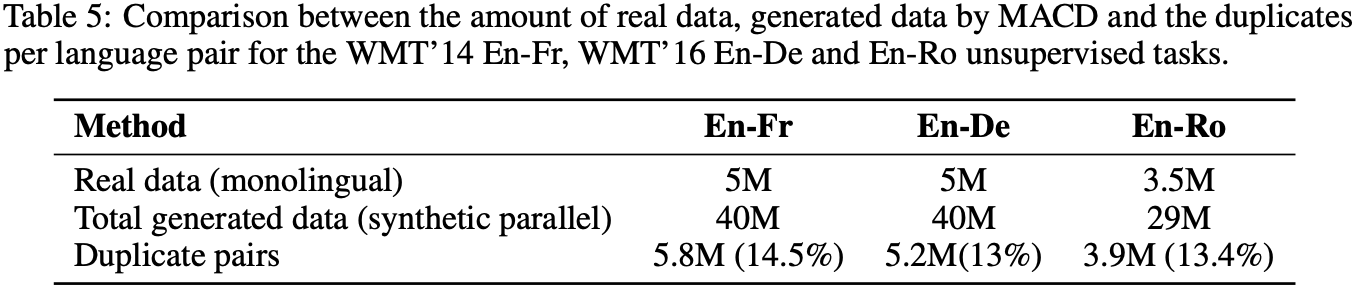 Table 5: Comparison between the amount of real data, generated data by MACD and the duplicates
per language pair for the WMT’14 En-Fr, WMT’16 En-De and En-Ro unsupervised tasks.
Method En-Fr En-De En-Ro
Real data (monolingual) 5M 5M 3.5M
Total generated data (synthetic parallel) 40M 40M 29M
Duplicate pairs 5.8M (14.5%) 5.2M(13%) 3.9M (13.4%)